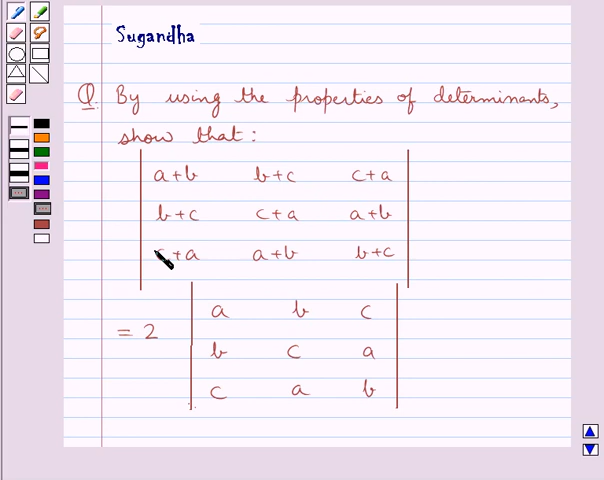 Sugandha
Q. By using the properties of determinants,
show that:
a+b b+c c+a
b+c c+a a+b
c+a a+b b+c
= 2
a b c
b c a
c a b